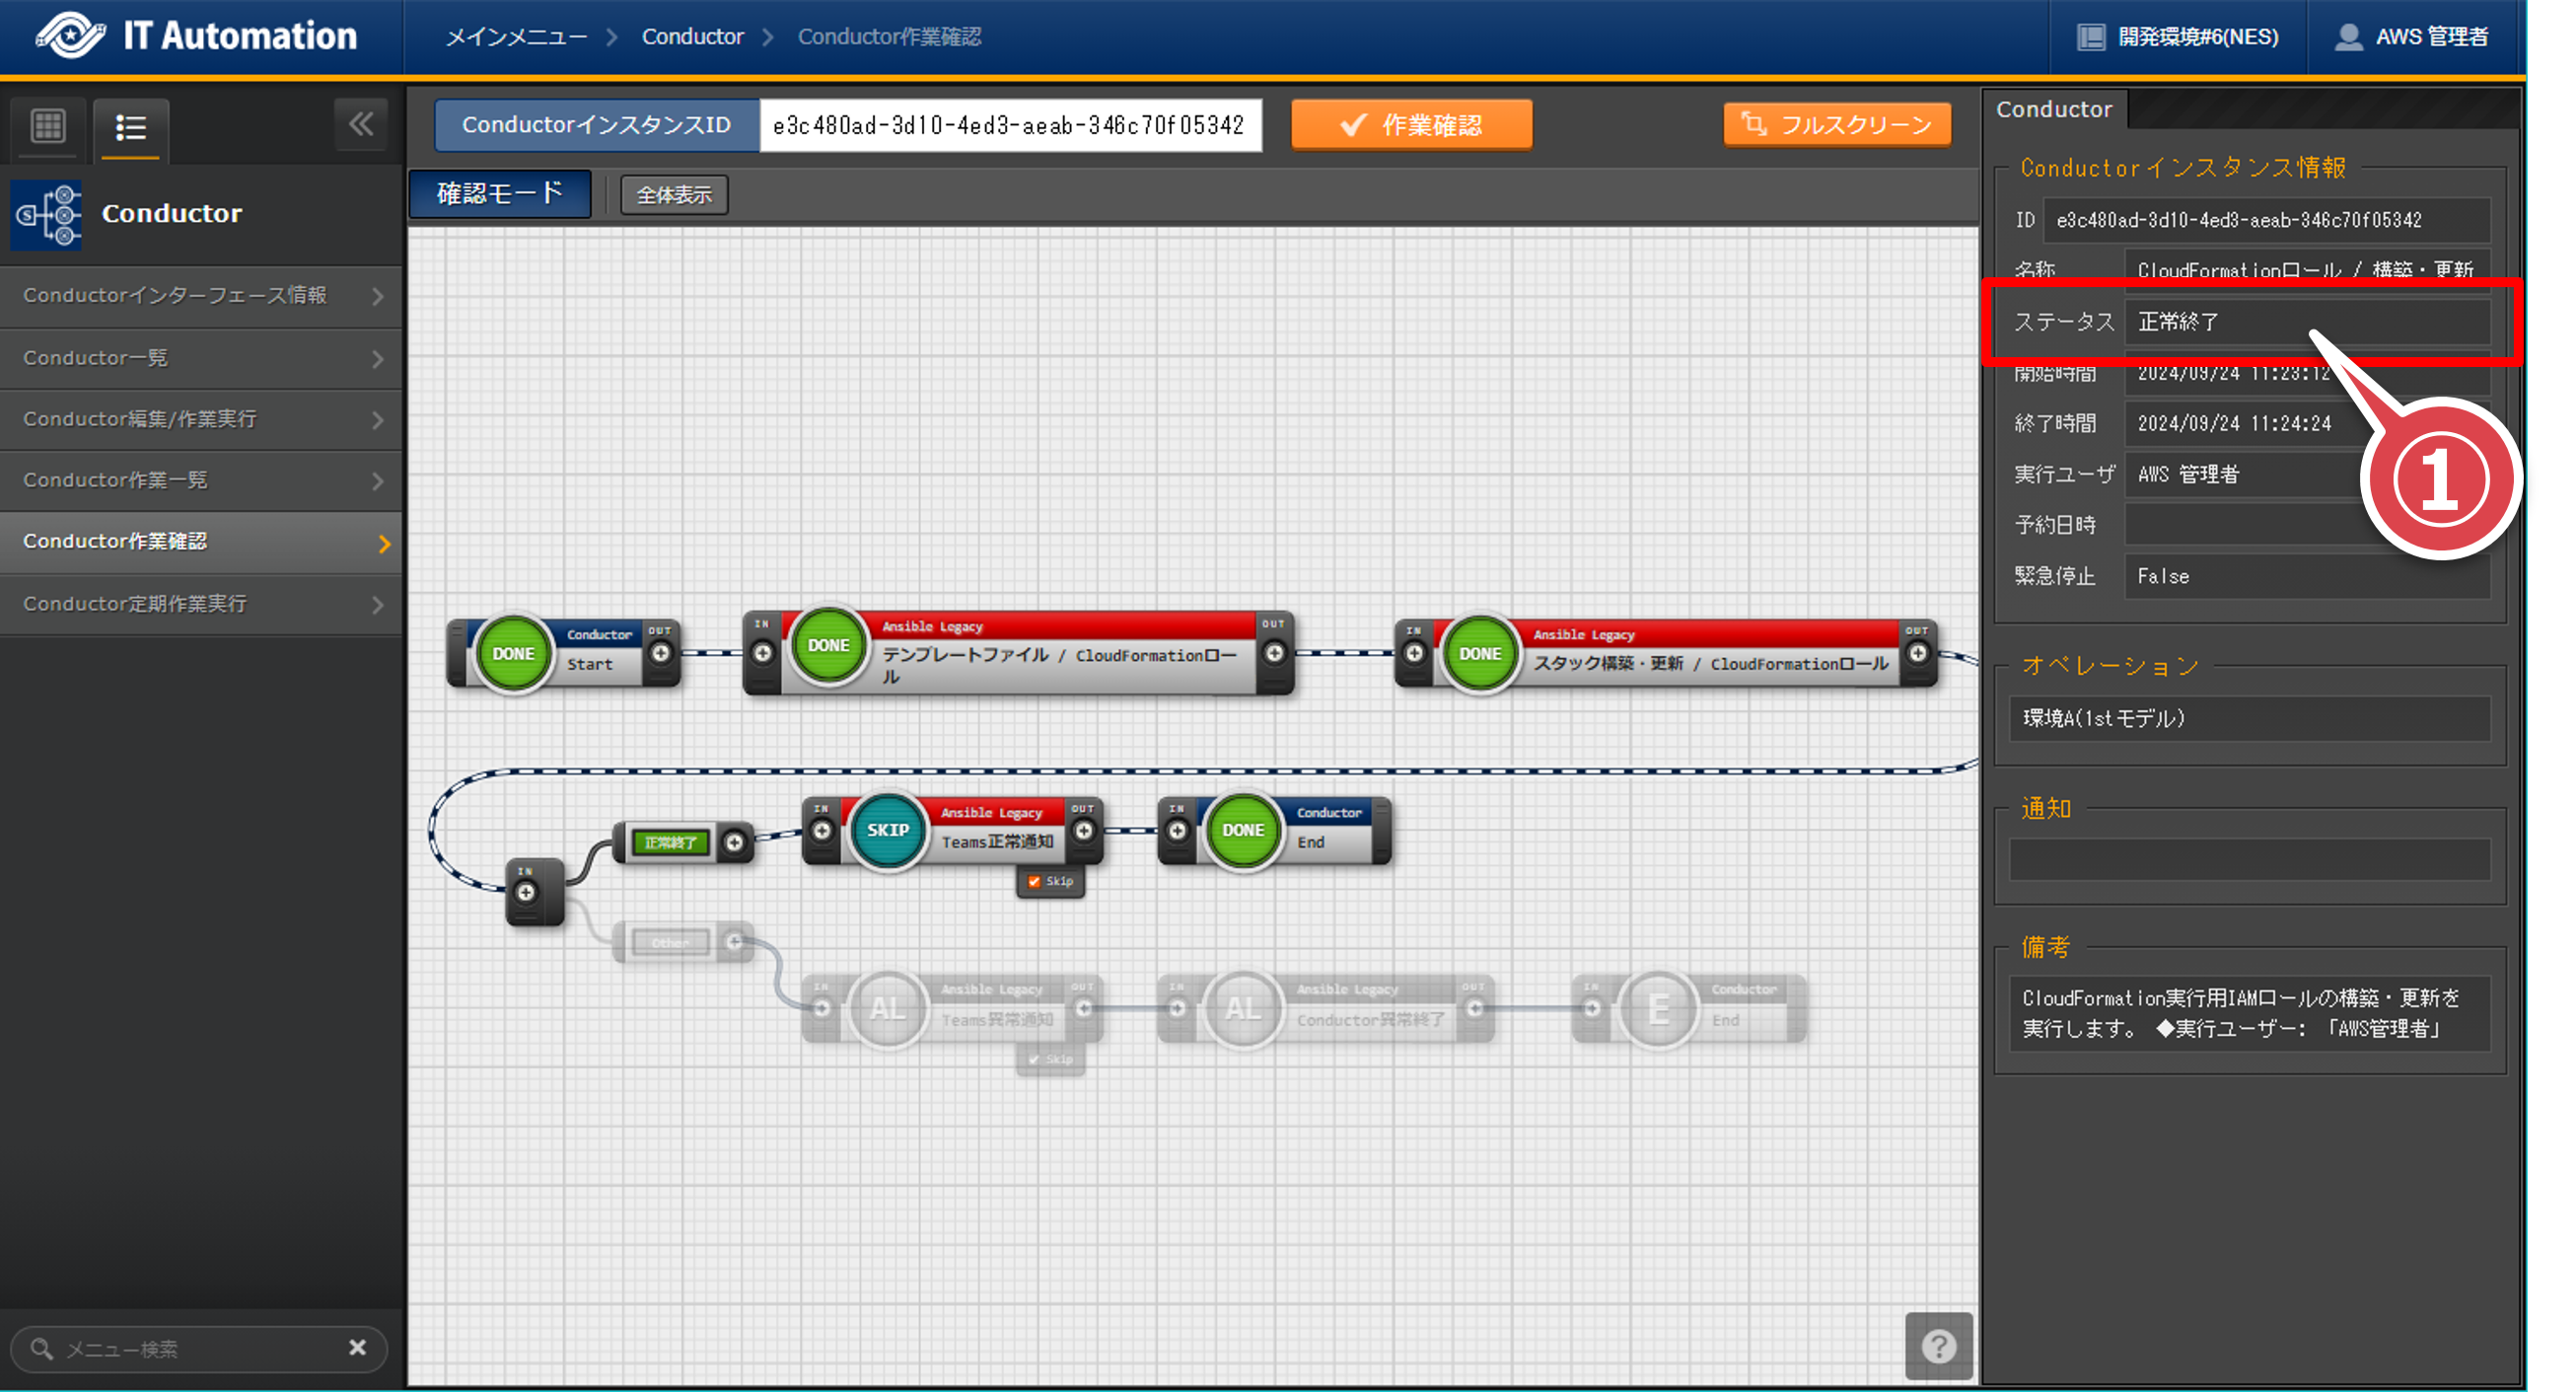 IT Automation
メインメニュー > Conductor > Conductor作業確認
開発環境#6(NES)
AWS 管理者
Conductor
Conductorインターフェース情報
Conductor一覧
Conductor編集/作業実行
Conductor作業一覧
Conductor作業確認
Conductor定期作業実行
メニュー検索
ConductorインスタンスID
e3c480ad-3d10-4ed3-aeab-346c70f05342
作業確認
フルスクリーン
確認モード
全体表示
DONE
Conductor
Start
OUT
IN
DONE
Ansible Legacy
テンプレートファイル / CloudFormationロー
ル
OUT
IN
DONE
Ansible Legacy
スタック構築・更新 / CloudFormationロール
OUT
IN
正常終了
IN
SKIP
Ansible Legacy
Teams正常通知
OUT
Skip
IN
DONE
Conductor
End
Other
IN
AL
Ansible Legacy
Teams異常通知
OUT
Skip
IN
AL
Ansible Legacy
Conductor異常終了
OUT
IN
E
Conductor
End
?
Conductor
Conductorインスタンス情報
ID e3c480ad-3d10-4ed3-aeab-346c70f05342
名称 CloudFormationロール / 構築・更新
ステータス 正常終了
開始時間 2024/09/24 11:23:12
終了時間 2024/09/24 11:24:24
実行ユーザ AWS 管理者
予約日時
緊急停止 False
①
オペレーション
環境A(1stモデル)
通知
備考
CloudFormation実行用IAMロールの構築・更新を
実行します。 ◆実行ユーザー: 「AWS管理者」